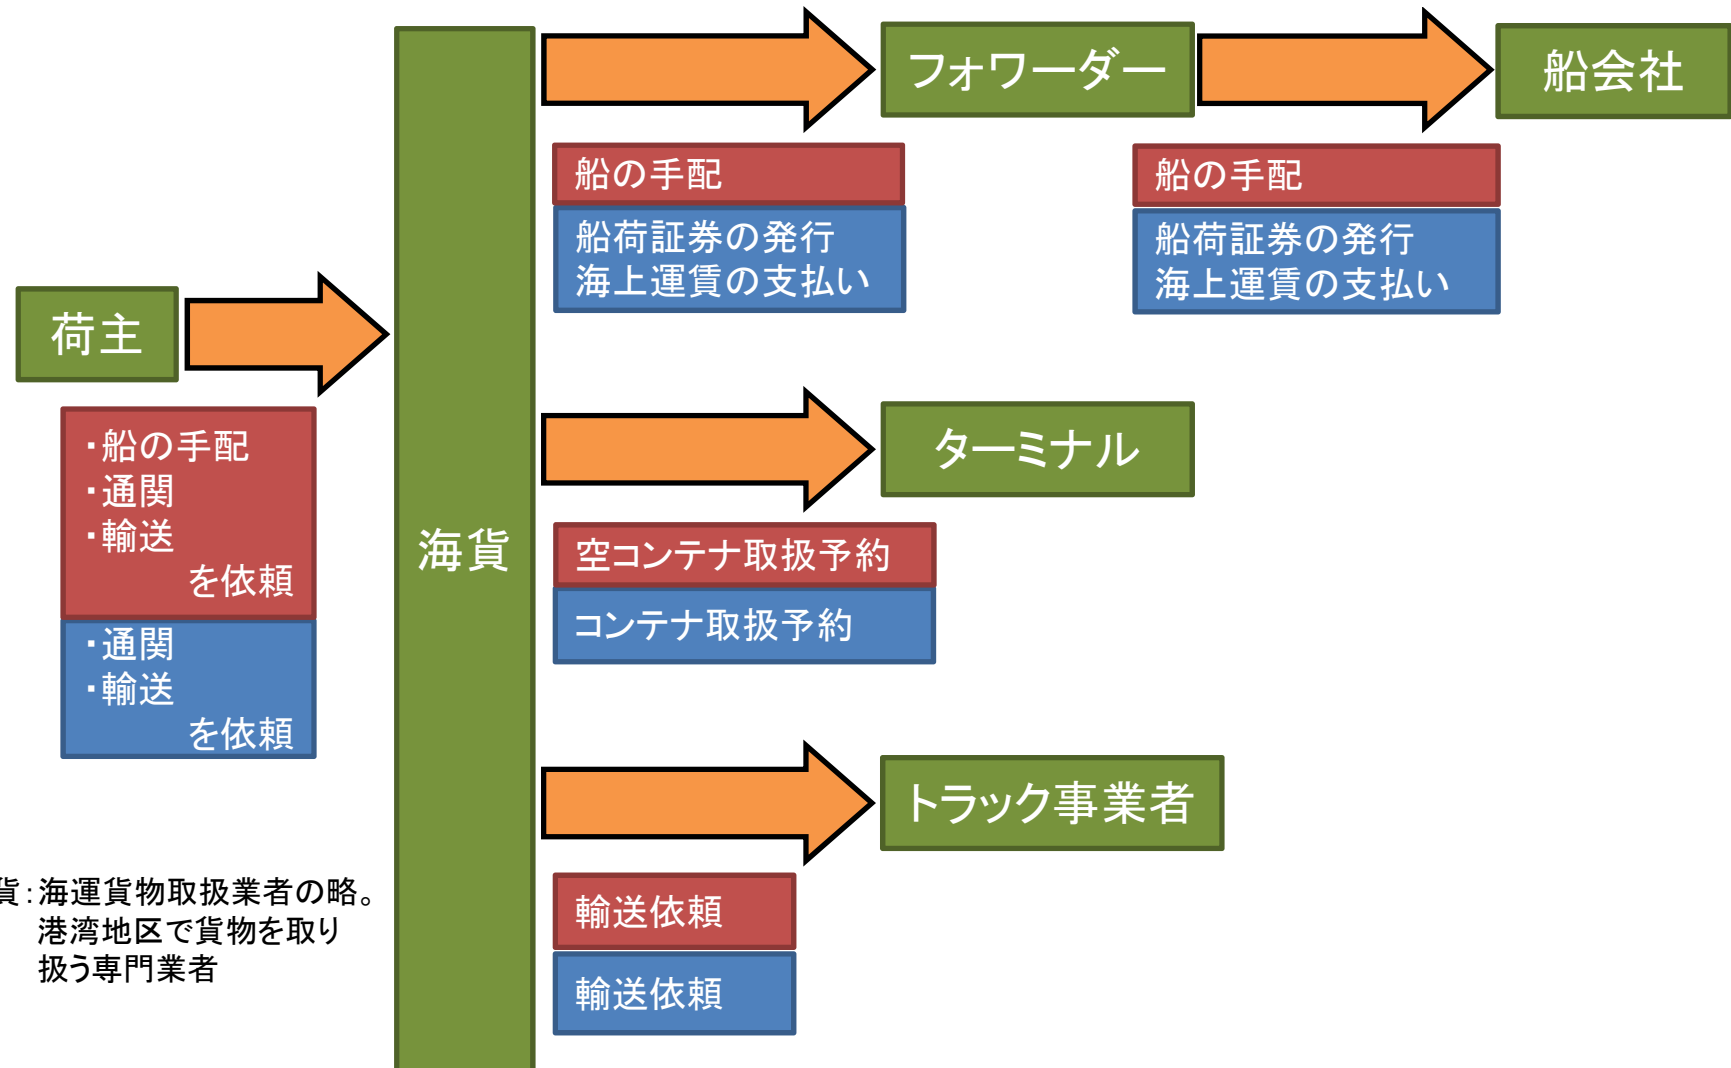 フォワーダー
船会社
船の手配
船荷証券の発行
海上運賃の支払い
船の手配
船荷証券の発行
海上運賃の支払い
荷主
・船の手配
・通関
・輸送
を依頼
・通関
・輸送
を依頼
海貨
ターミナル
空コンテナ取扱予約
コンテナ取扱予約
トラック事業者
輸送依頼
輸送依頼
貨：海運貨物取扱業者の略。
港湾地区で貨物を取り
扱う専門業者